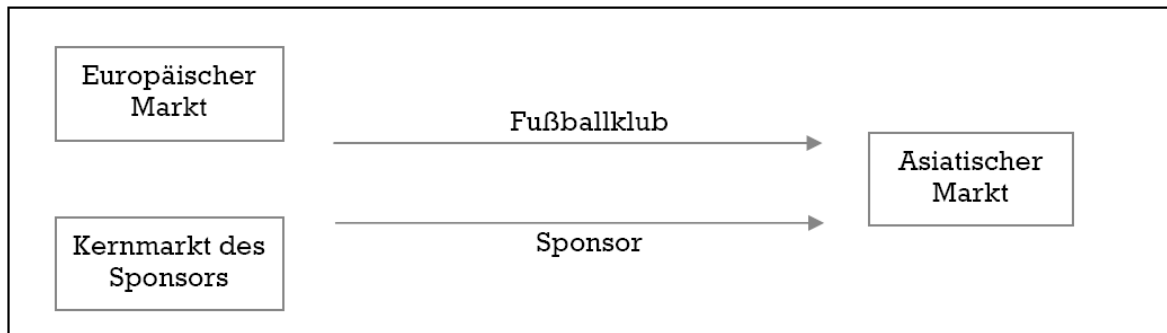 Europäischer
Markt
Fußballklub
Asiatischer
Markt
Kernmarkt des
Sponsors
Sponsor